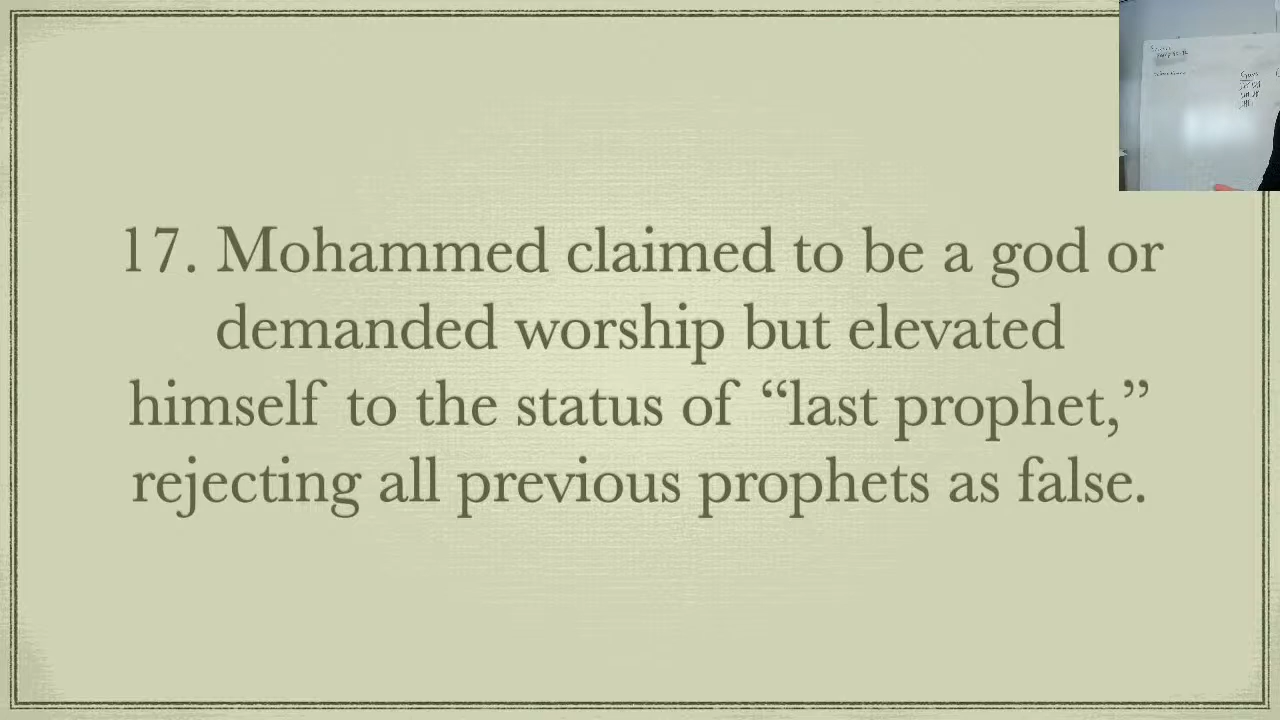 17. Mohammed claimed to be a god or
demanded worship but elevated
himself to the status of “last prophet,”
rejecting all previous prophets as false.